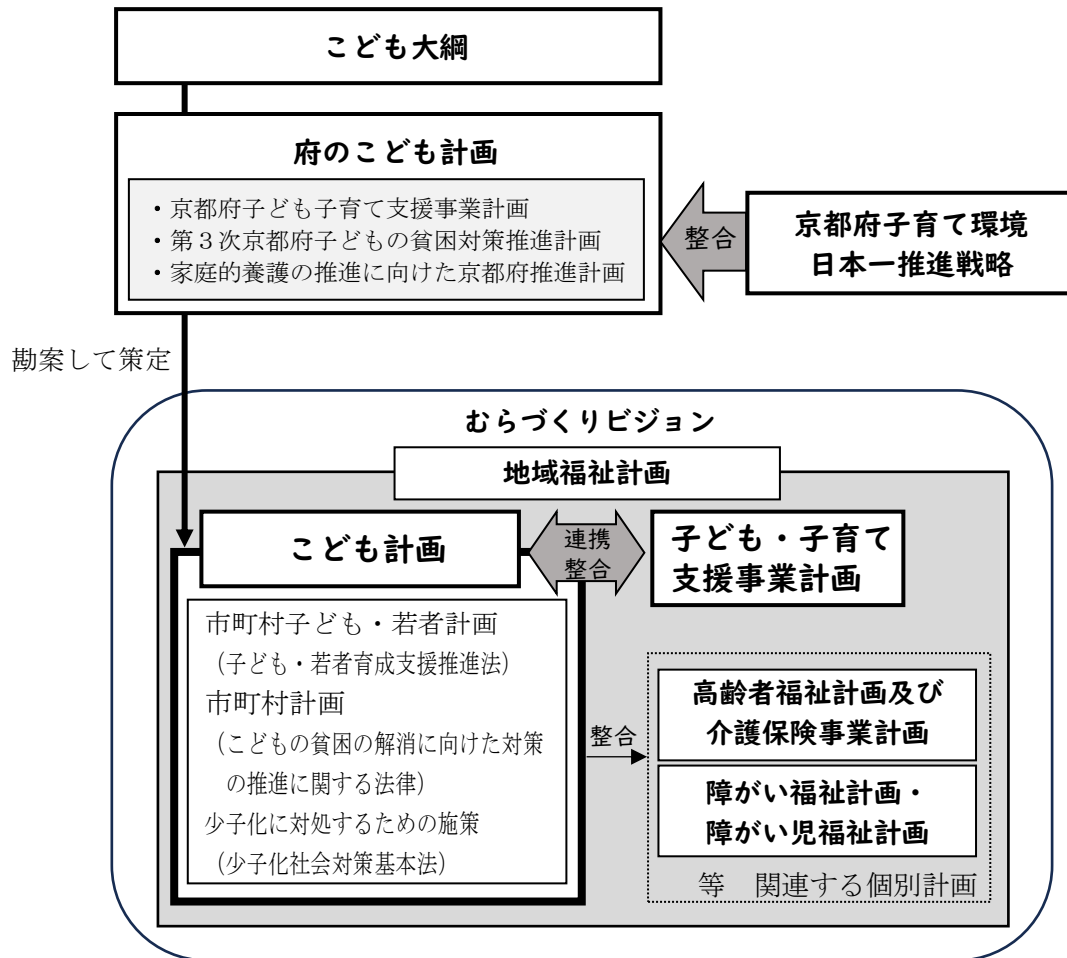 こども大綱
府のこども計画
・京都府子ども子育て支援事業計画
・第３次京都府子どもの貧困対策推進計画
・家庭的養護の推進に向けた京都府推進計画
整合
京都府子育て環境
日本一推進戦略
勘案して策定
むらづくりビジョン
地域福祉計画
こども計画
連携
整合
子ども・子育て
支援事業計画
市町村子ども・若者計画
（子ども・若者育成支援推進法）
市町村計画
（こどもの貧困の解消に向けた対策
の推進に関する法律）
少子化に対処するための施策
（少子化社会対策基本法）
整合
高齢者福祉計画及び
介護保険事業計画
障がい福祉計画・
障がい児福祉計画
等　関連する個別計画